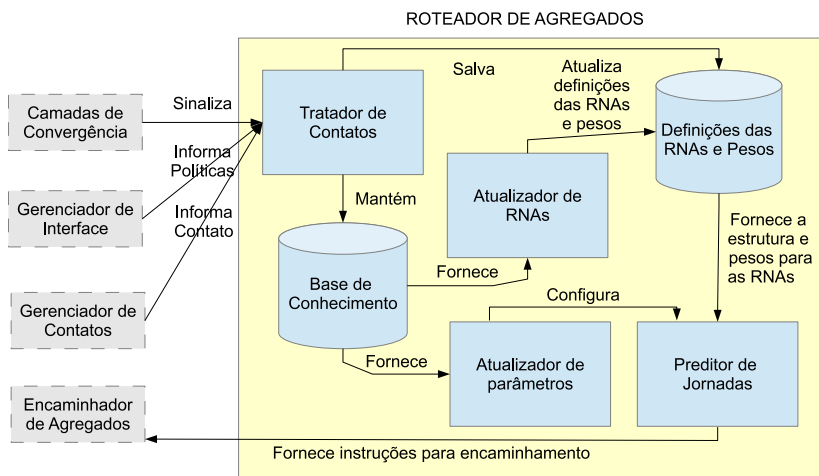 ROTEADOR DE AGREGADOS
Camadas de
Convergência
Sinaliza
Tratador de
Contatos
Salva
Atualiza
definições
das RNAs
e pesos
Definições das
RNAs e Pesos
Informa
Políticas
Gerenciador de
Interface
Informa
Contato
Mantém
Atualizador de
RNAs
Fornece a
estrutura e
pesos para
as RNAs
Base de
Conhecimento
Fornece
Gerenciador de
Contatos
Configura
Fornece
Atualizador de
parâmetros
Preditor de
Jornadas
Encaminhador
de Agregados
Fornece instruções para encaminhamento